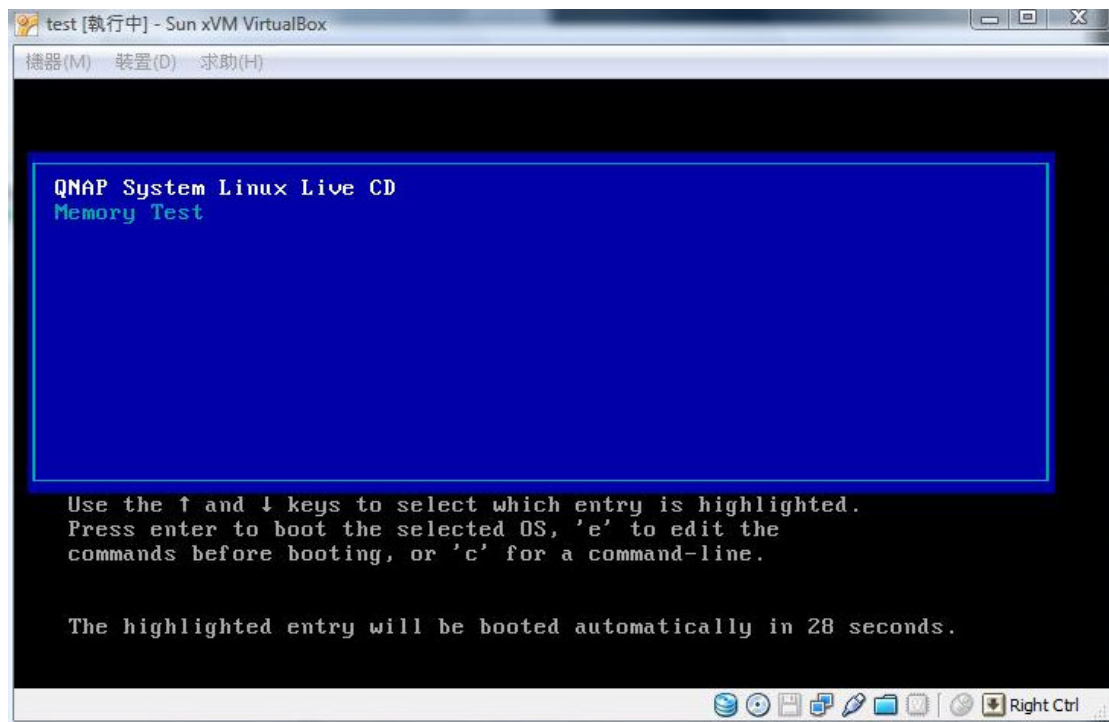 test [執行中] - Sun xVM VirtualBox
機器(M) 裝置(D) 求助(H)
QNAP System Linux Live CD
Memory Test
Use the ↑ and ↓ keys to select which entry is highlighted.
Press enter to boot the selected OS, 'e' to edit the
commands before booting, or 'c' for a command-line.
The highlighted entry will be booted automatically in 28 seconds.
Right Ctrl